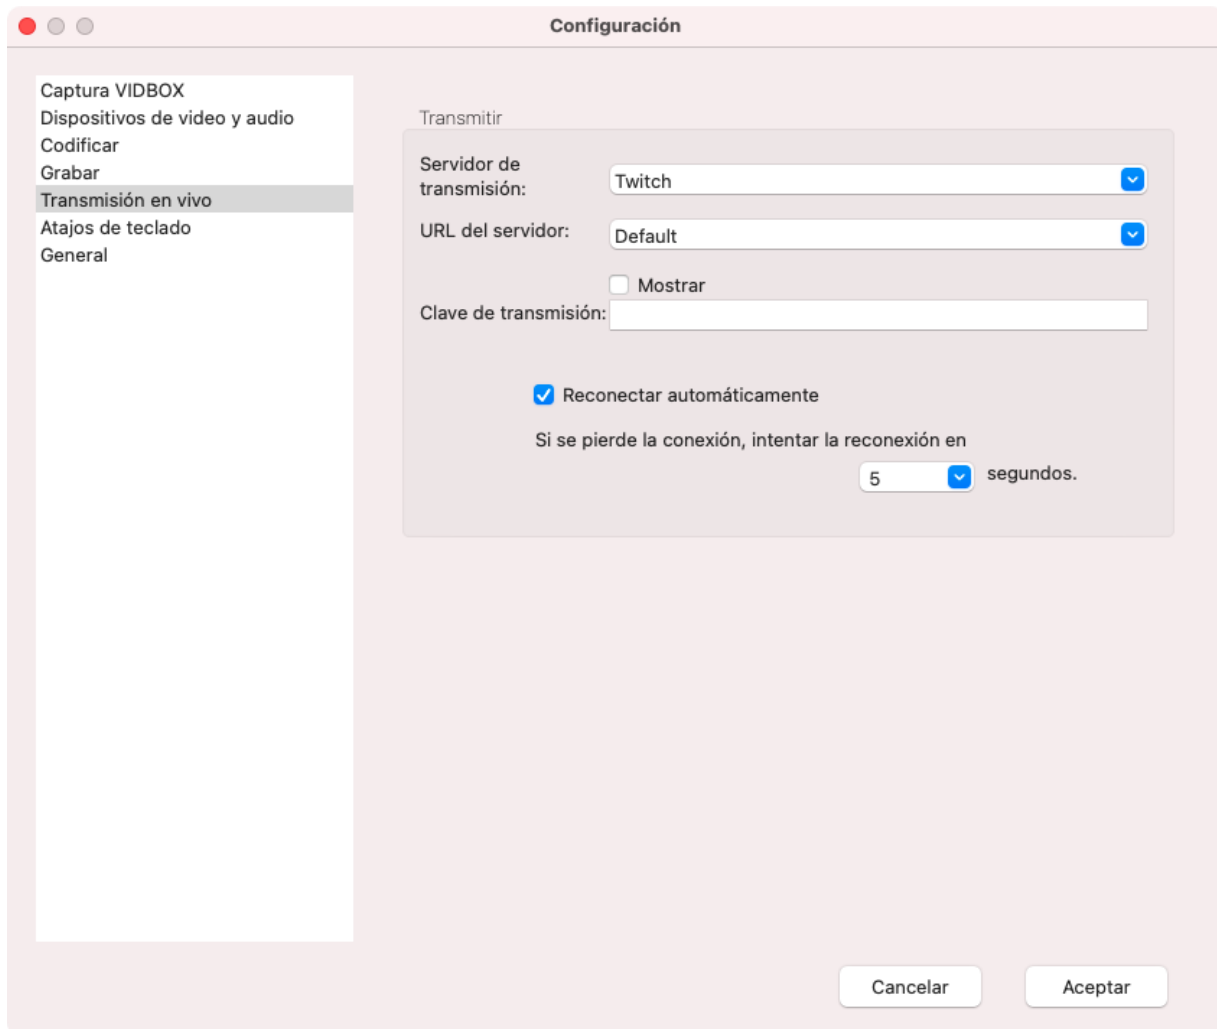 Configuración
Captura VIDBOX
Dispositivos de video y audio
Codificar
Grabar
Transmisión en vivo
Atajos de teclado
General
Transmitir
Servidor de
transmisión:
Twitch
URL del servidor:
Default
Mostrar
Clave de transmisión:
Reconectar automáticamente
Si se pierde la conexión, intentar la reconexión en
5 segundos.
Cancelar
Aceptar